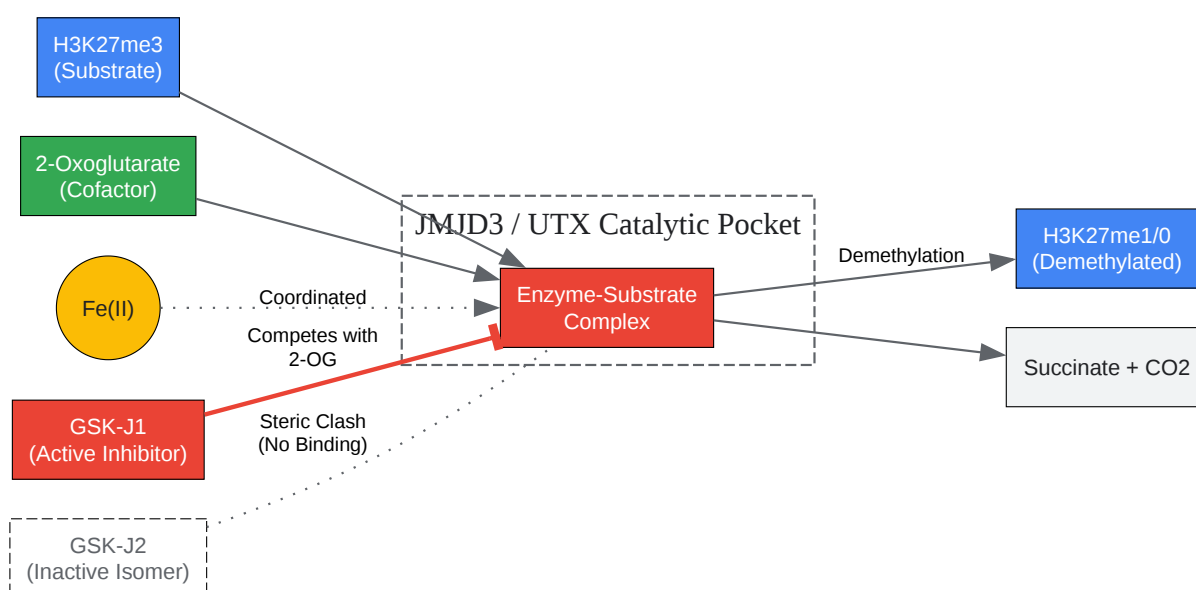 H3K27me3
(Substrate)
2-Oxoglutarate
(Cofactor)
JMJD3 / UTX Catalytic Pocket
Fe(II)
Coordinated
Enzyme-Substrate
Complex
Demethylation
H3K27me1/0
(Demethylated)
Competes with
2-OG
Succinate + CO2
GSK-J1
(Active Inhibitor)
Steric Clash
(No Binding)
GSK-J2
(Inactive Isomer)